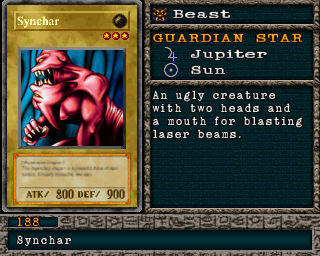 Synchar
ATK/ 800 DEF/ 900
Beast
GUARDIAN STAR
Jupiter
Sun
An ugly creature
with two heads and
a mouth for blasting
laser beams.
188
Synchar